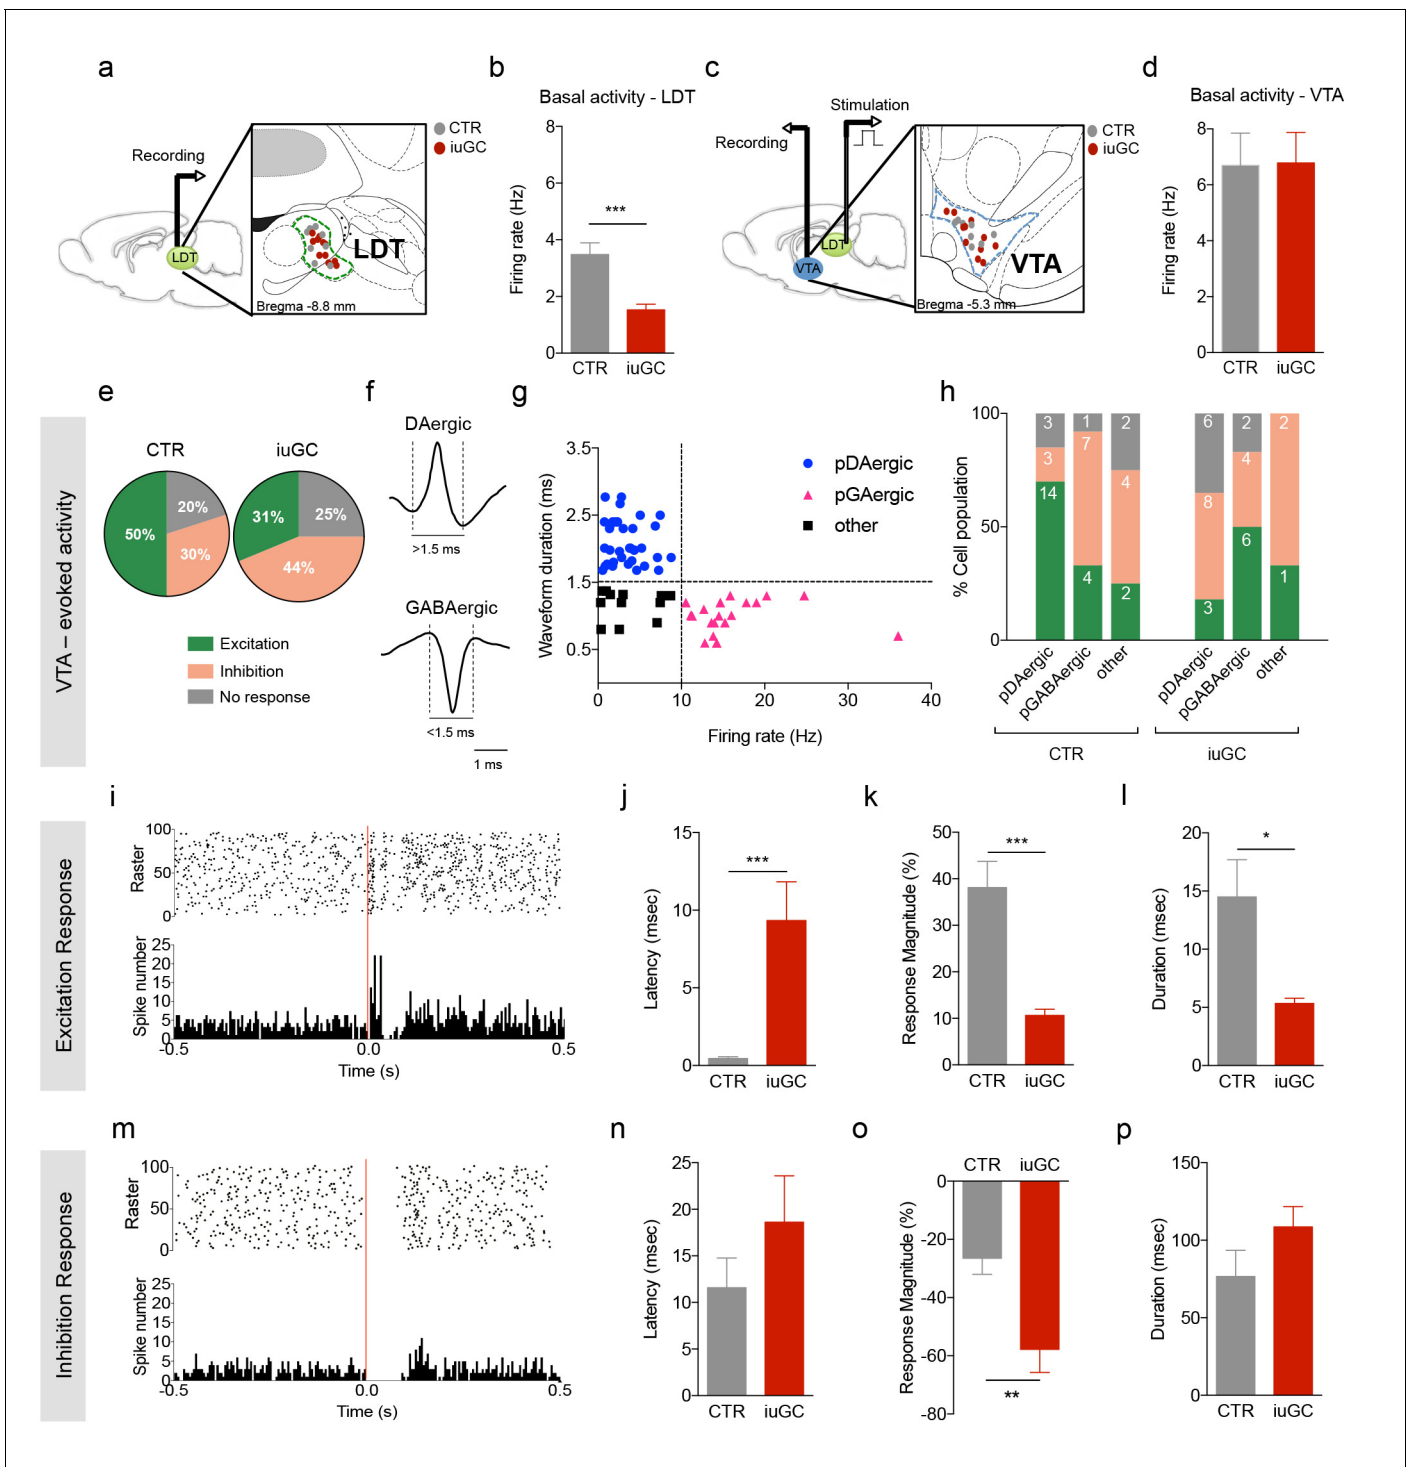 a
Recording
LDT
CTR
iuGC
LDT
Bregma -8.8 mm
b
Basal activity - LDT
Firing rate (Hz)
8
6
4
2
0
***
CTR
iuGC
c
Stimulation
Recording
LDT
VTA
CTR
iuGC
VTA
Bregma -5.3 mm
d
Basal activity - VTA
Firing rate (Hz)
8
6
4
2
0
CTR
iuGC
VTA – evoked activity
e
CTR
iuGC
50%
20%
30%
31%
25%
44%
Excitation
Inhibition
No response
f
DAergic
>1.5 ms
GABAergic
<1.5 ms
1 ms
g
Waveform duration (ms)
3.5
2.5
1.5
0.5
0
10
20
30
40
Firing rate (Hz)
pDAergic
pGAergic
other
h
% Cell population
100
50
0
3
3
14
1
7
4
2
4
2
6
8
3
2
4
6
2
1
pDAergic
pGABAergic
other
pDAergic
pGABAergic
other
CTR
iuGC
Excitation Response
i
Raster
100
50
0
Spike number
25
20
15
10
5
0
-0.5
0.0
0.5
Time (s)
j
Latency (msec)
15
10
5
0
***
CTR
iuGC
k
Response Magnitude (%)
50
40
30
20
10
0
***
CTR
iuGC
l
Duration (msec)
20
15
10
5
0
*
CTR
iuGC
Inhibition Response
m
Raster
100
50
0
Spike number
25
20
15
10
5
0
-0.5
0.0
0.5
Time (s)
n
Latency (msec)
25
20
15
10
5
0
CTR
iuGC
o
CTR
iuGC
Response Magnitude (%)
0
-20
-40
-60
-80
**
p
Duration (msec)
150
100
50
0
CTR
iuGC